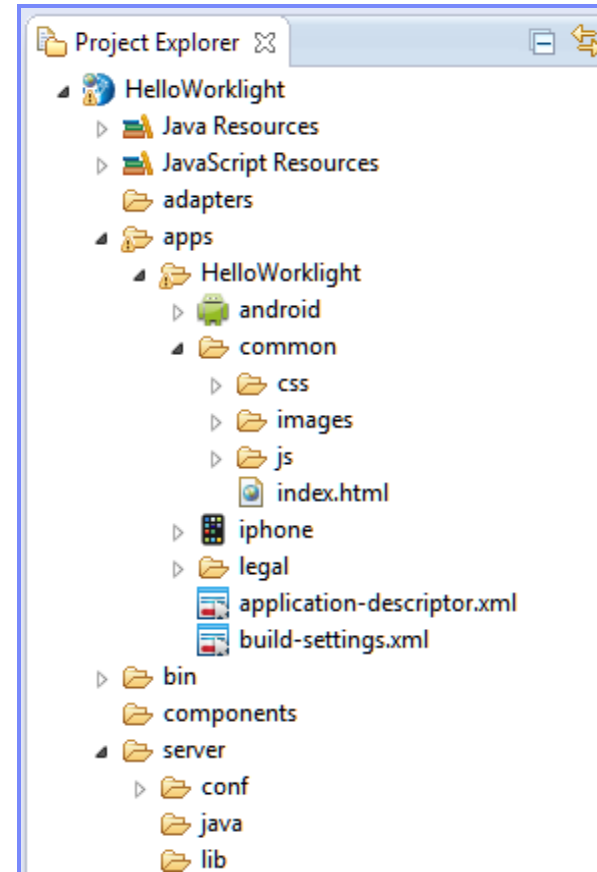 Project Explorer
HelloWorklight
Java Resources
JavaScript Resources
adapters
apps
HelloWorklight
android
common
css
images
js
index.html
iphone
legal
application-descriptor.xml
build-settings.xml
bin
components
server
conf
java
lib